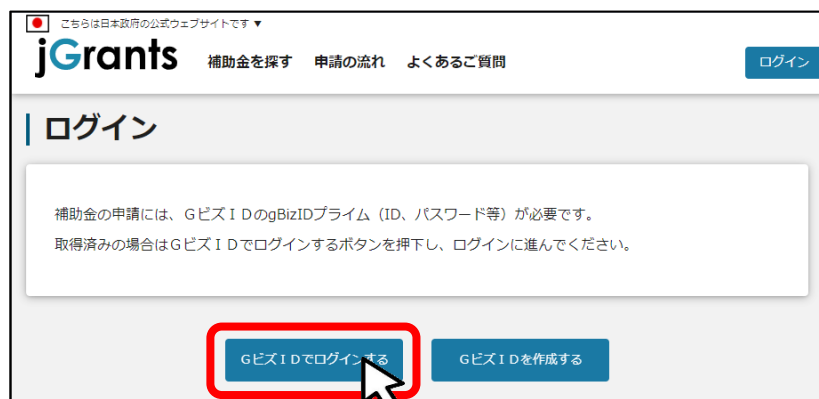 こちらは日本政府の公式ウェブサイトです ▼
jGrants 補助金を探す 申請の流れ よくあるご質問 ログイン
ログイン
補助金の申請には、GビズIDのgBizIDプライム（ID、パスワード等）が必要です。
取得済みの場合はGビズIDでログインするボタンを押下し、ログインに進んでください。
GビズIDでログインする GビズIDを作成する